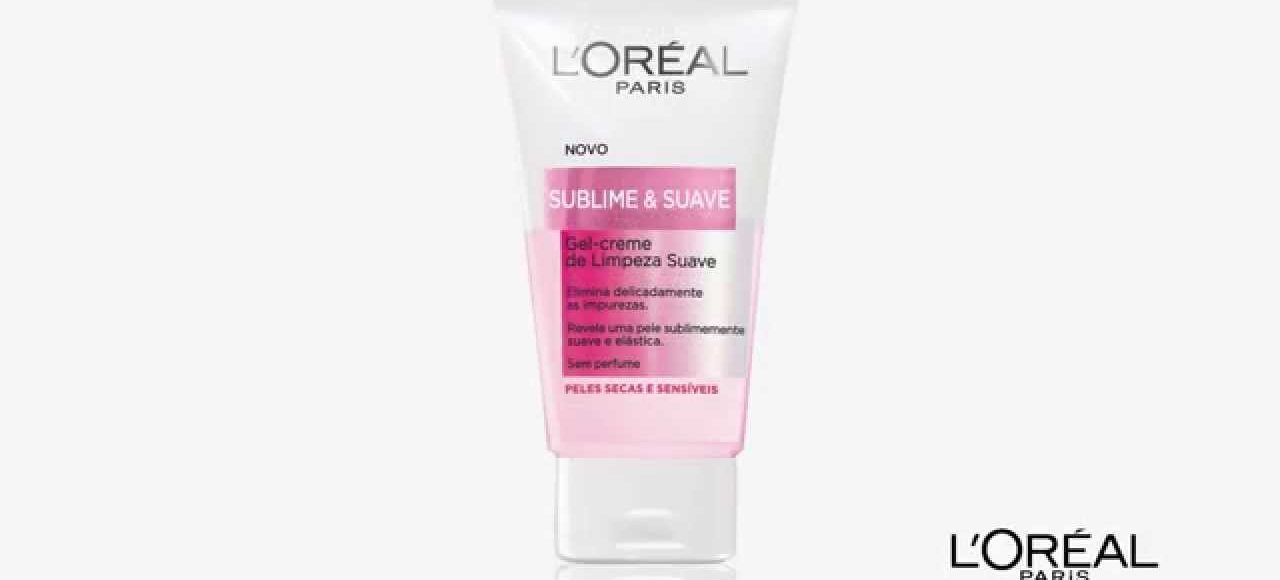 L'ORÉAL
PARIS
NOVO
SUBLIME & SUAVE
Gel-creme
de Limpeza Suave
Elimina delicadamente
as impurezas.
Revela uma pele sublimemente
suave e elástica.
Sem perfume
PELES SECAS E SENSÍVEIS
L'ORÉAL
PARIS